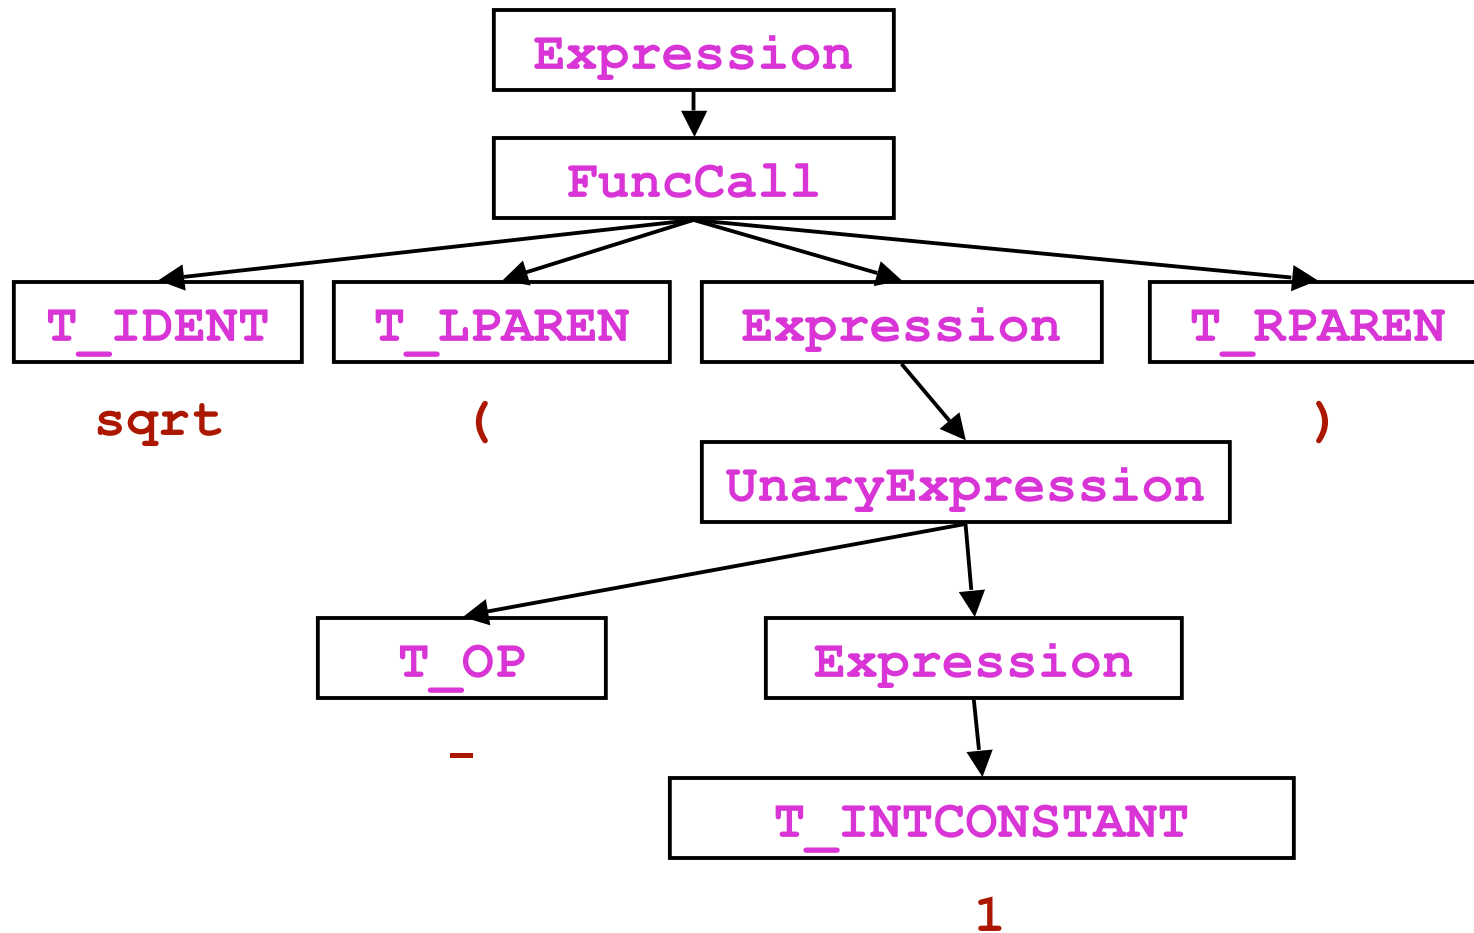 Expression
FuncCall
T_IDENT T_LPAREN Expression T_RPAREN
sqrt ( )
UnaryExpression
T_OP Expression
-
T_INTCONSTANT
1